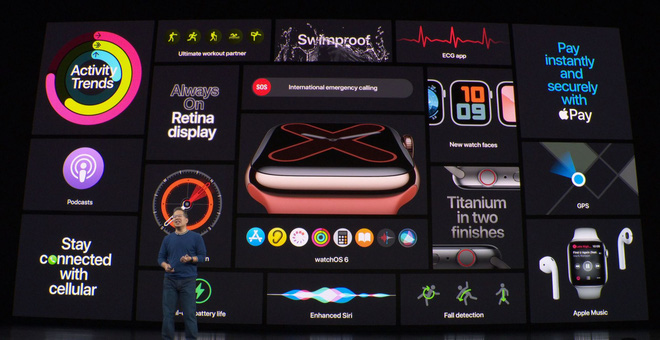 Activity
Trends
Ultimate workout partner
Swimproof
ECG app
Pay
instantly
and
securely
with
Pay
Always
On
Retina
display
SOS
International emergency calling
10
09
New watch faces
Podcasts
Titanium
in two
finishes
GPS
Stay
connected
with
cellular
watchOS 6
battery life
Enhanced Siri
Fall detection
Apple Music